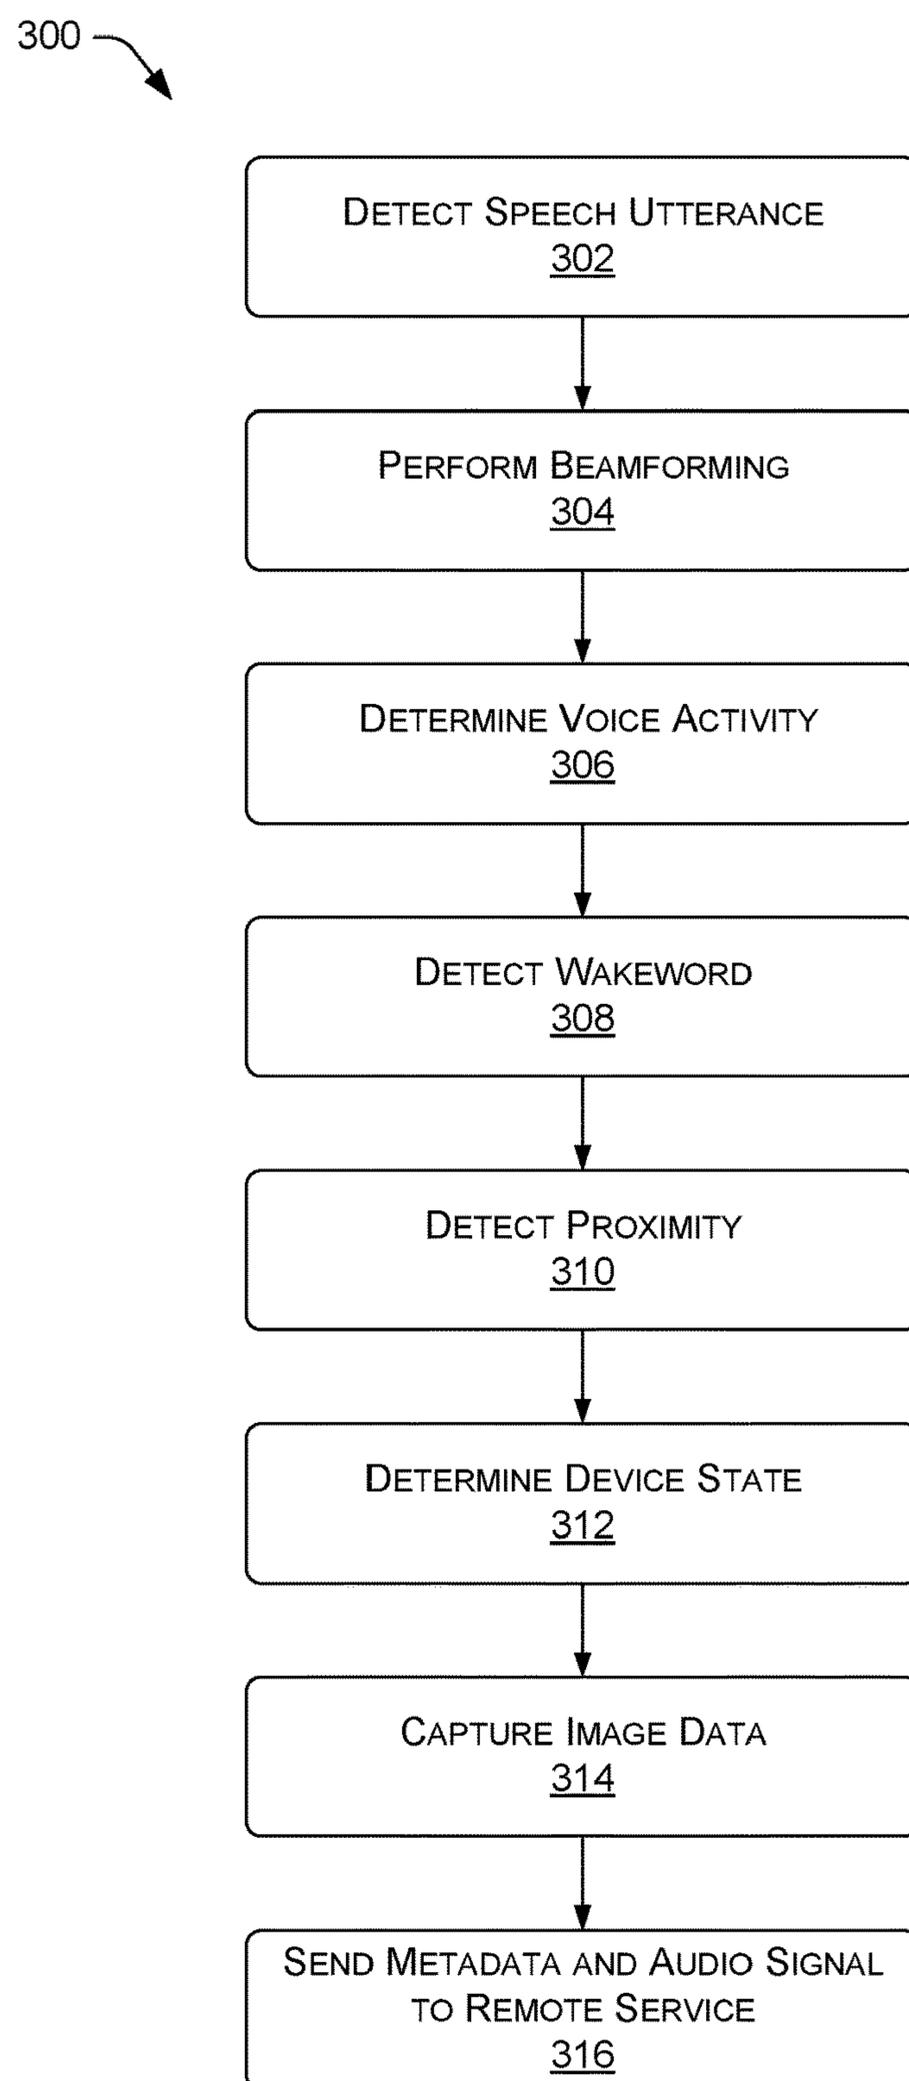 300
DETECT SPEECH UTTERANCE
302
PERFORM BEAMFORMING
304
DETERMINE VOICE ACTIVITY
306
DETECT WAKEWORD
308
DETECT PROXIMITY
310
DETERMINE DEVICE STATE
312
CAPTURE IMAGE DATA
314
SEND METADATA AND AUDIO SIGNAL
TO REMOTE SERVICE
316